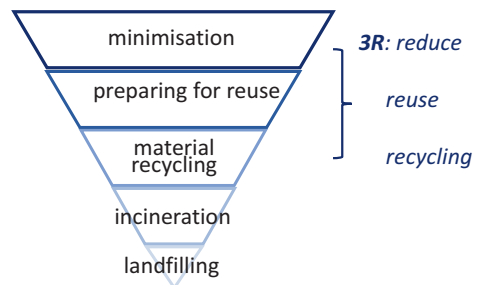 minimisation
3R: reduce
preparing for reuse
reuse
material
recycling
recycling
incineration
landfilling